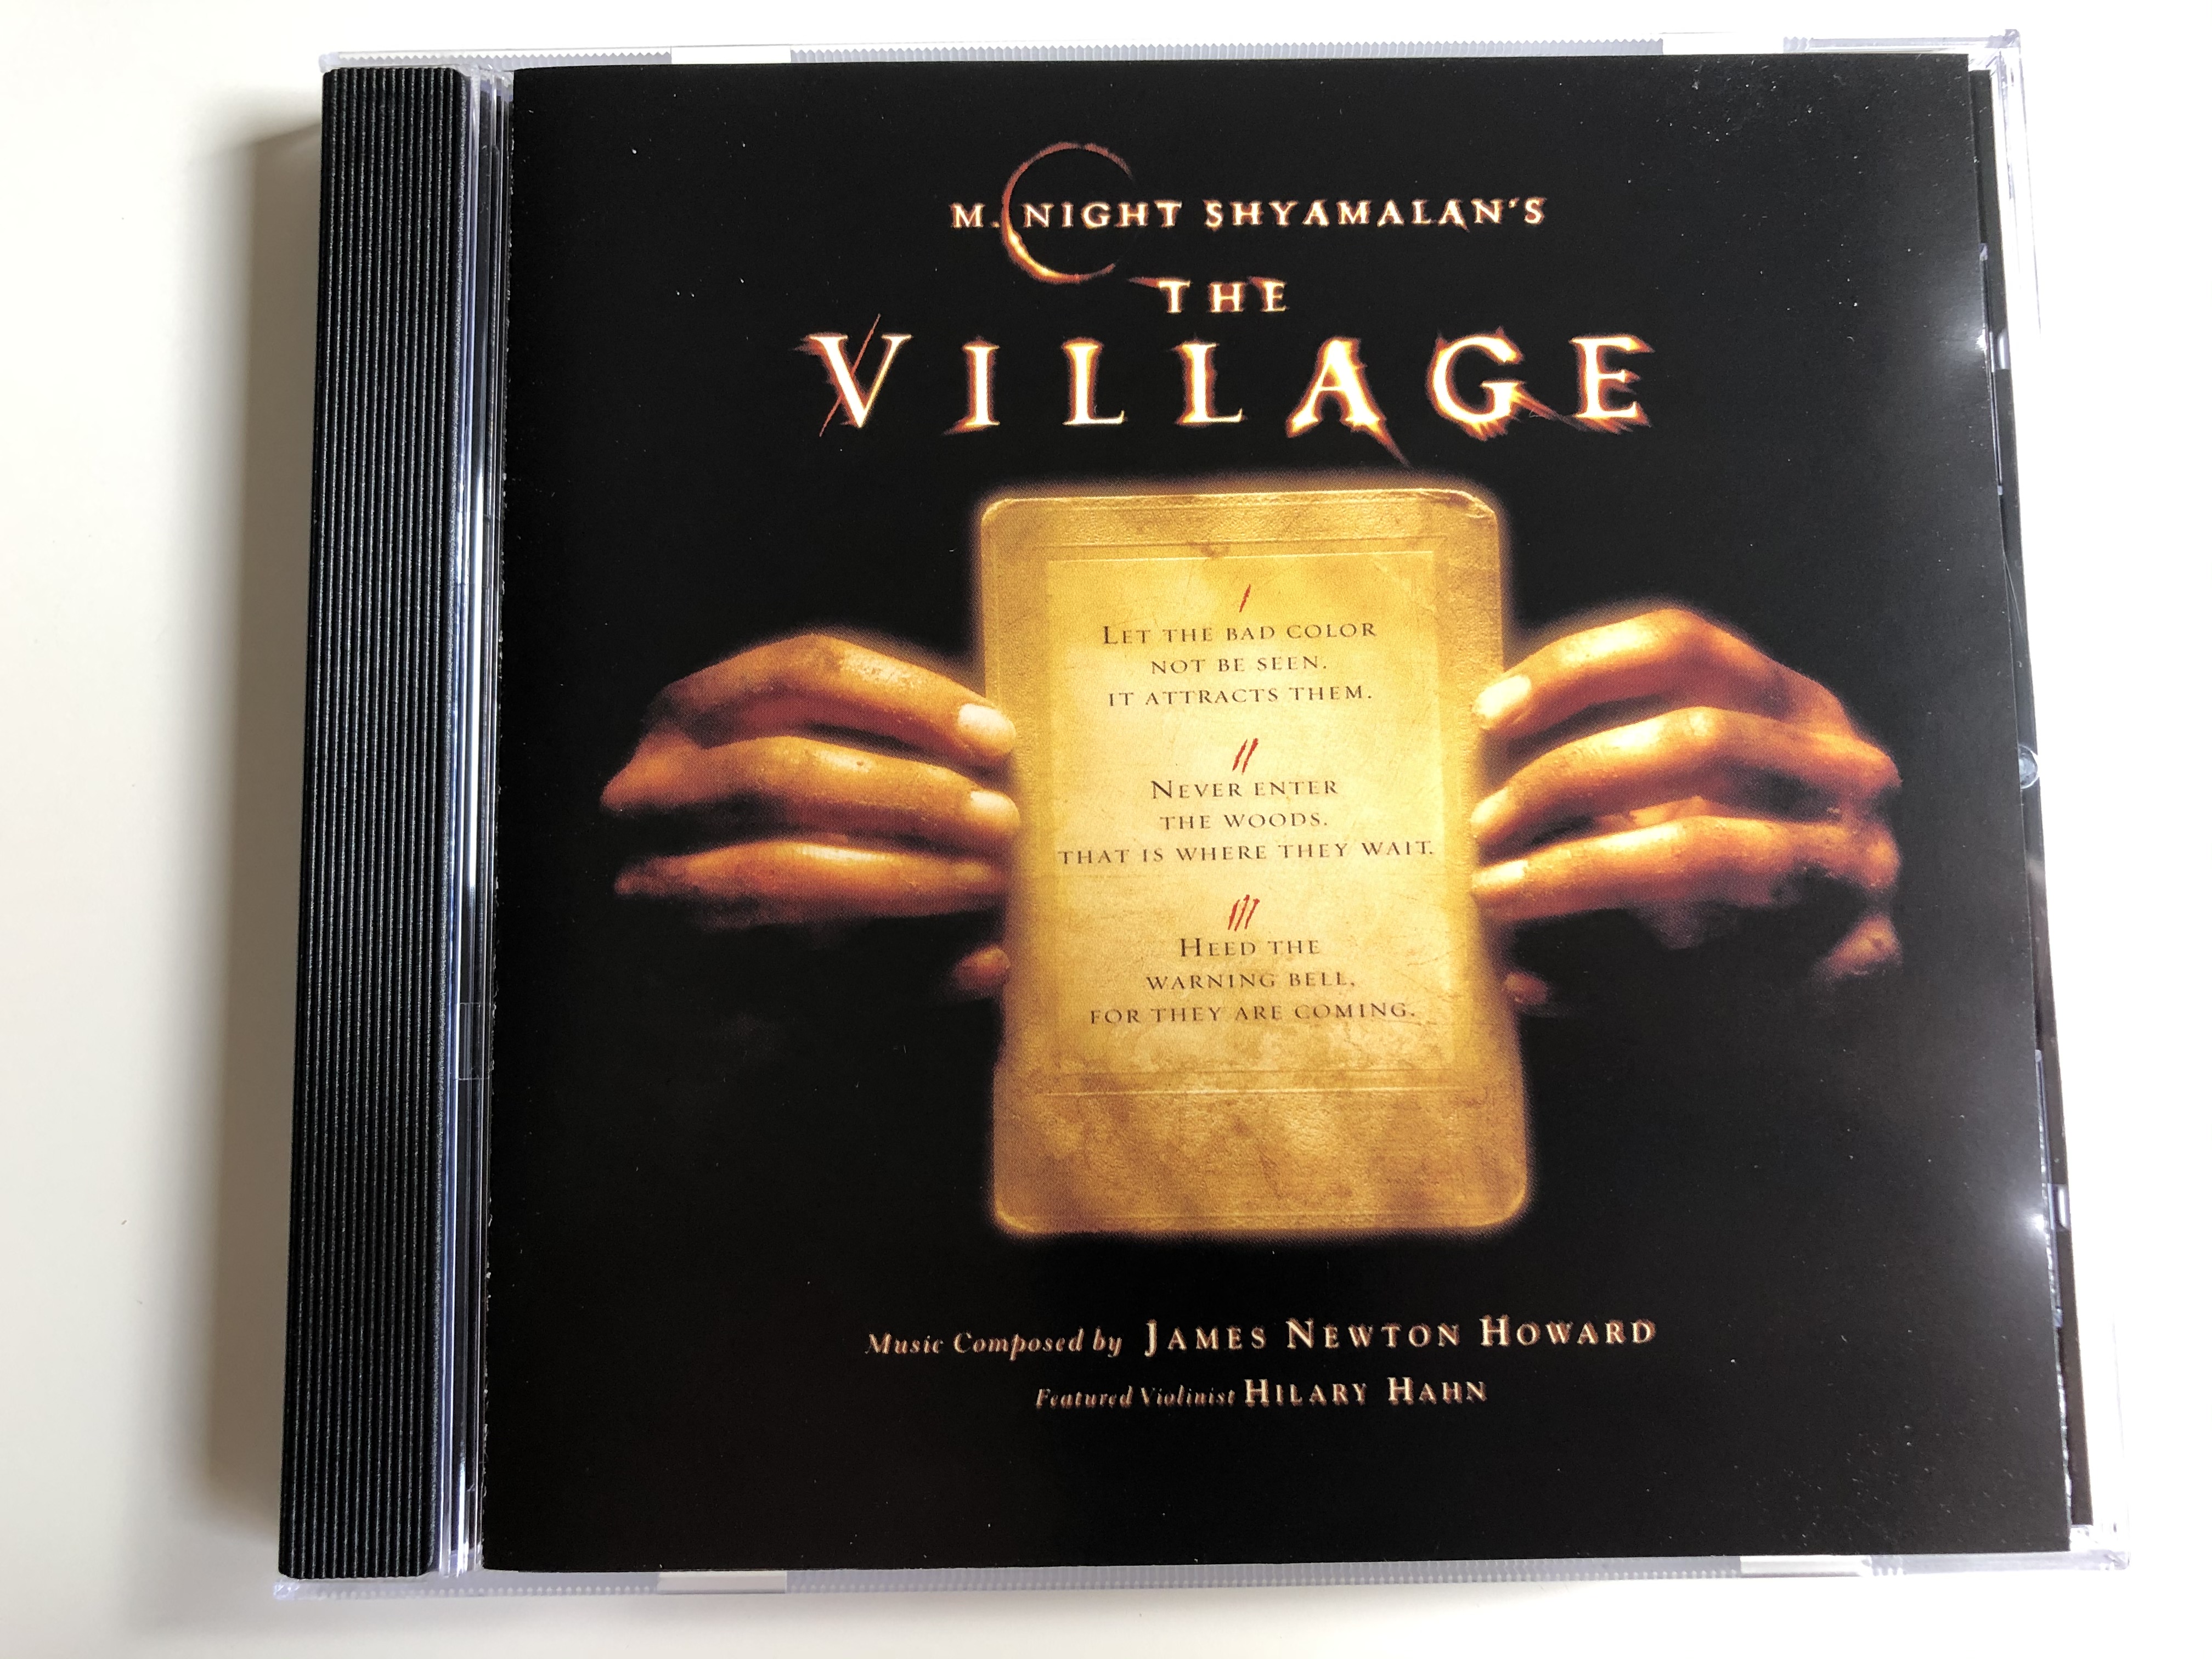 M. NIGHT SHYAMALAN'S
THE
VILLAGE
I
LET THE BAD COLOR
NOT BE SEEN.
IT ATTRACTS THEM.
II
NEVER ENTER
THE WOODS.
THAT IS WHERE THEY WAIT.
III
HEED THE
WARNING BELL,
FOR THEY ARE COMING.
Music Composed by JAMES NEWTON HOWARD
Featured Violinist HILARY HAHN